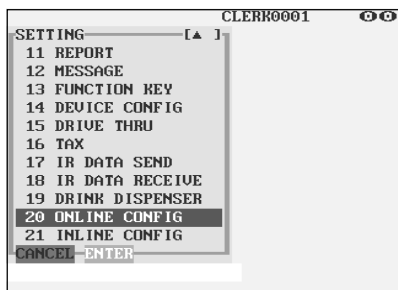 CLERK0001 00
SETTING [▲ ]
11 REPORT
12 MESSAGE
13 FUNCTION KEY
14 DEVICE CONFIG
15 DRIVE THRU
16 TAX
17 IR DATA SEND
18 IR DATA RECEIVE
19 DRINK DISPENSER
20 ONLINE CONFIG
21 INLINE CONFIG
CANCEL ENTER